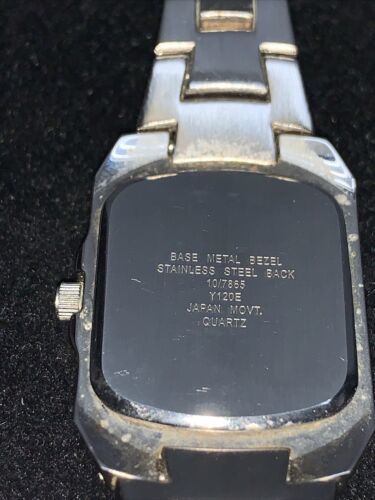 BASE METAL BEZEL
STAINLESS STEEL BACK
10/7865
Y120E
JAPAN MOVT.
QUARTZ